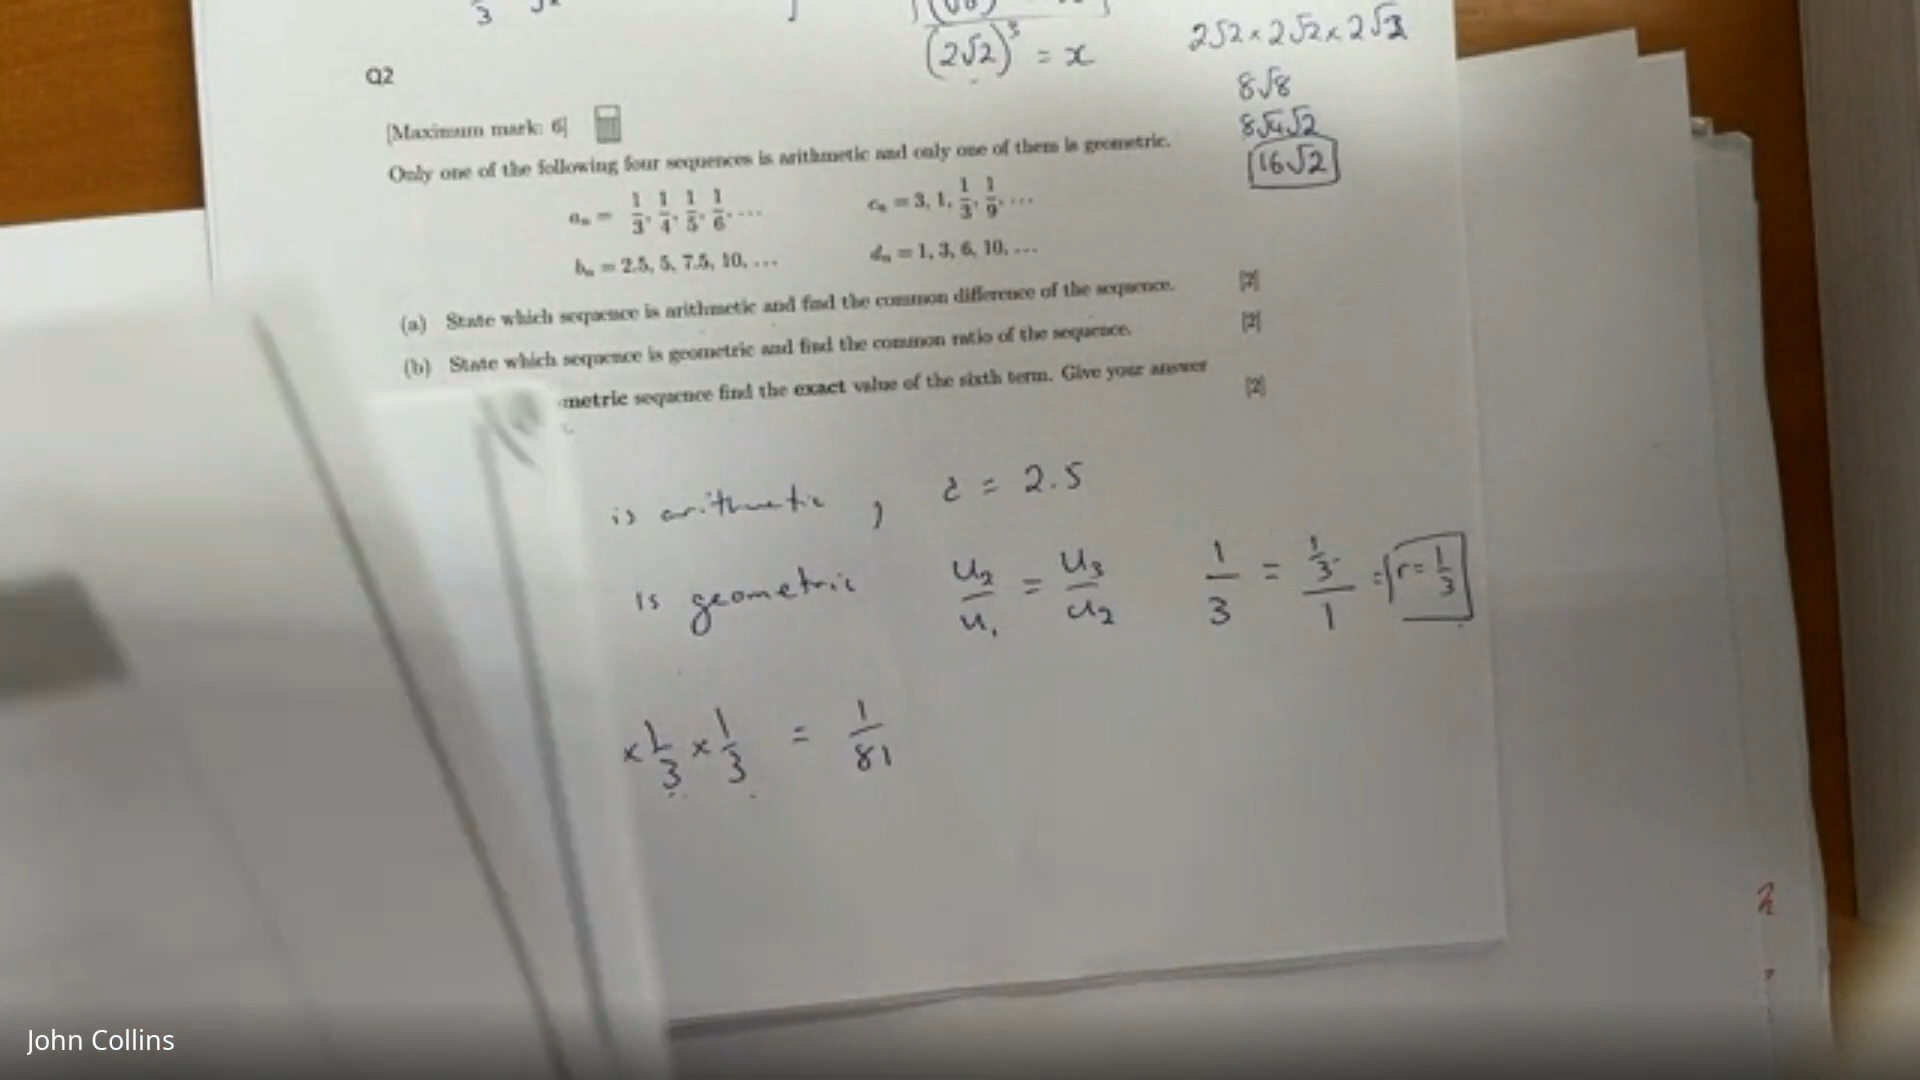 (2√2)³ = x
2√2 × 2√2 × 2√2
8√8
8√4√2
16√2
Q2
[Maximum mark: 6]
Only one of the following four sequences is arithmetic and only one of them is geometric.
aₙ = 1/3, 1/4, 1/5, 1/6, …
cₙ = 3, 1, 1/3, 1/9, …
bₙ = 2.5, 5, 7.5, 10, …
dₙ = 1, 3, 6, 10, …
(a) State which sequence is arithmetic and find the common difference of the sequence. [2]
(b) State which sequence is geometric and find the common ratio of the sequence. [2]
metric sequence find the exact value of the sixth term. Give your answer [2]
is arithmetic, d = 2.5
is geometric u₂/u₁ = u₃/u₂ 1/3 = 1/3/1 = r = 1/3
× 1/3 × 1/3 = 1/81
John Collins